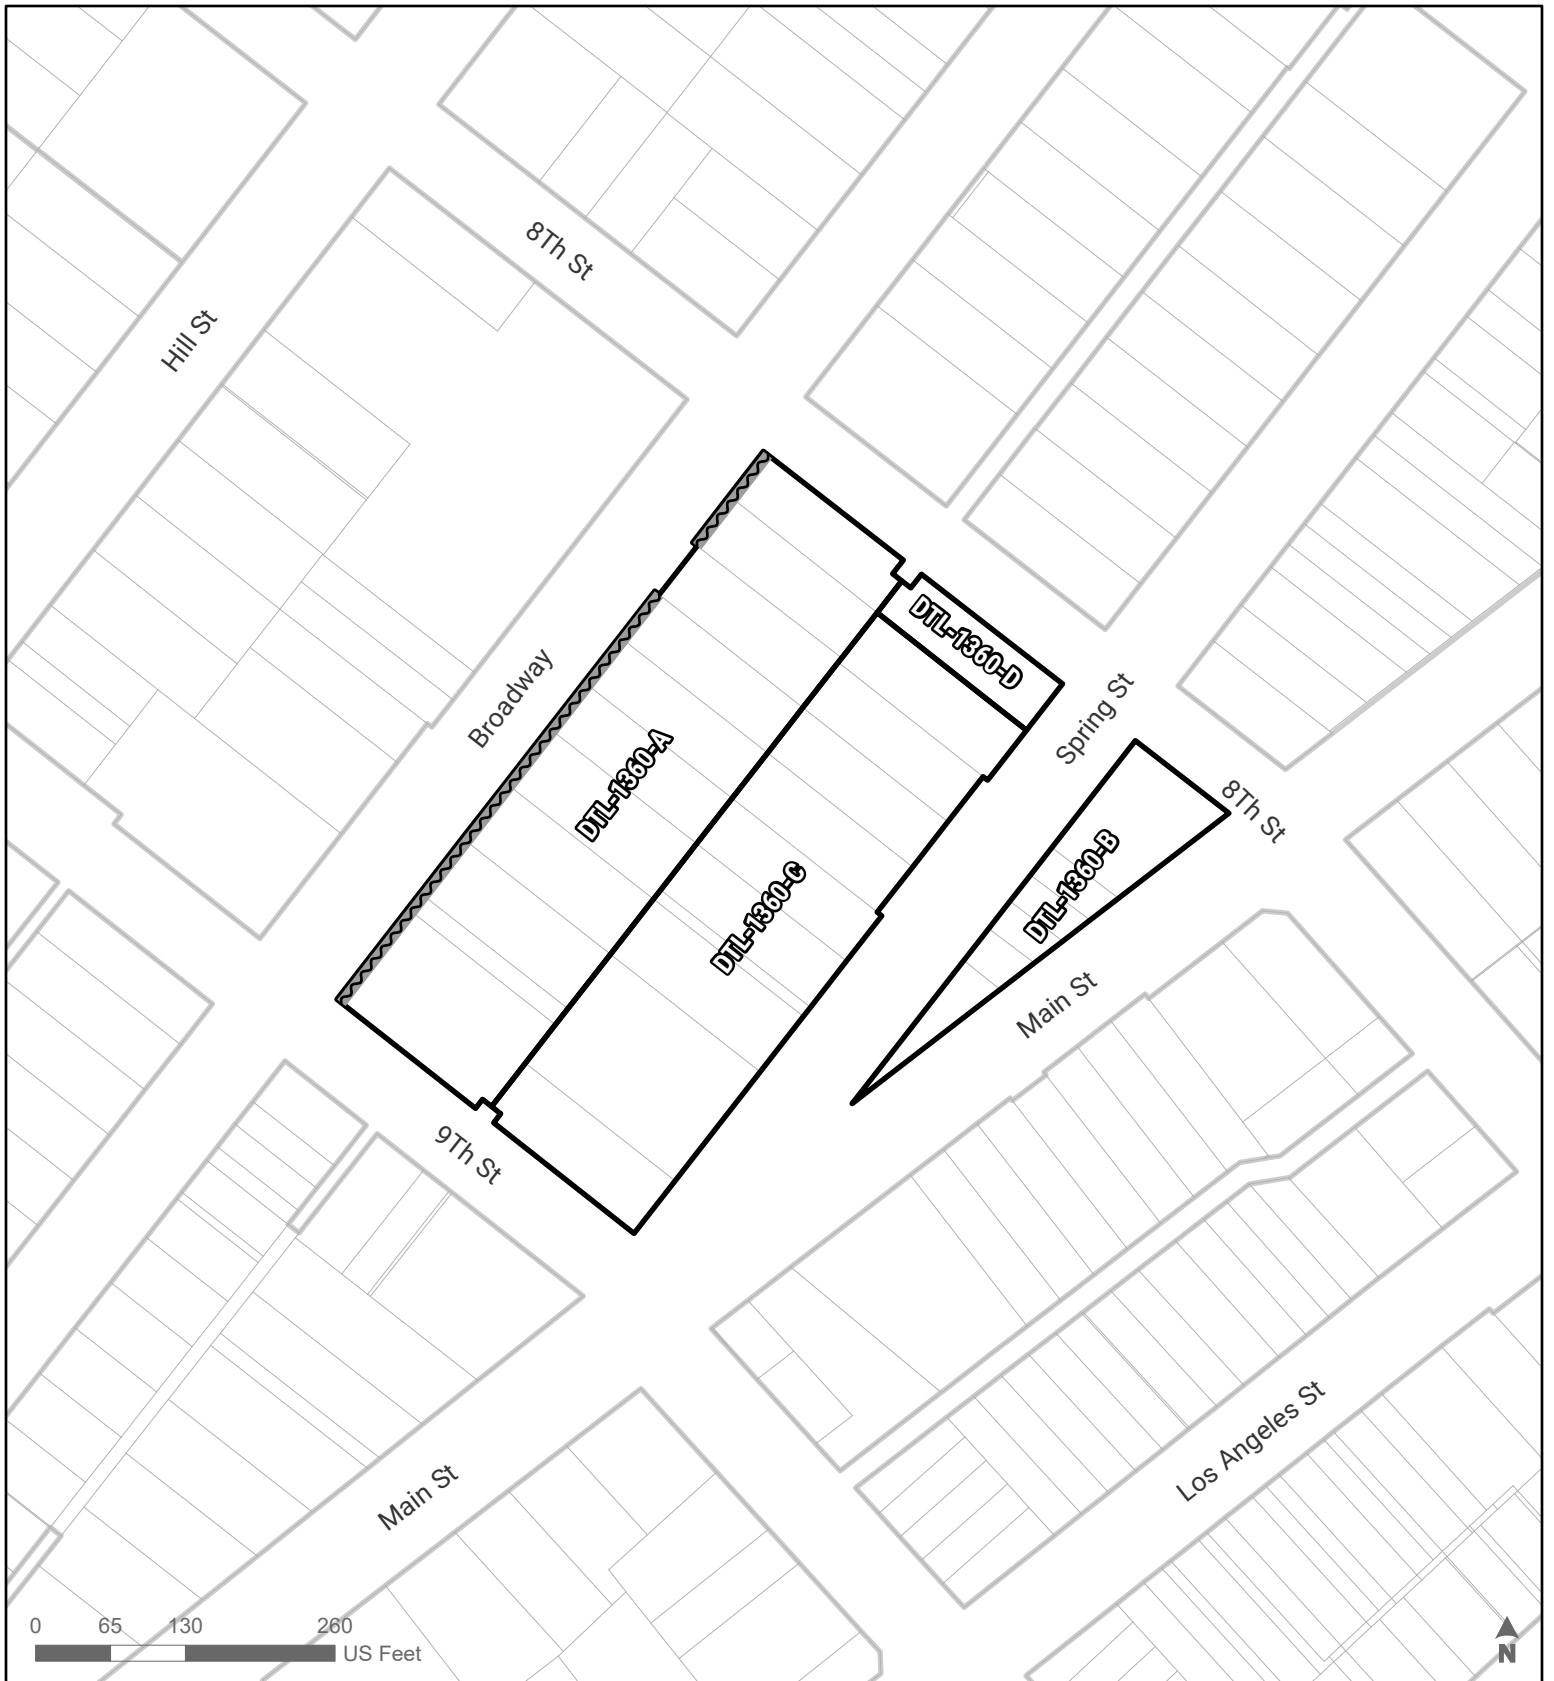 8Th St
Hill St
Broadway
DTL-1360-D
Spring St
DTL-1360-A
8Th St
DTL-1360-B
DTL-1360-C
Main St
9Th St
Los Angeles St
Main St
0 65 130 260
US Feet
N